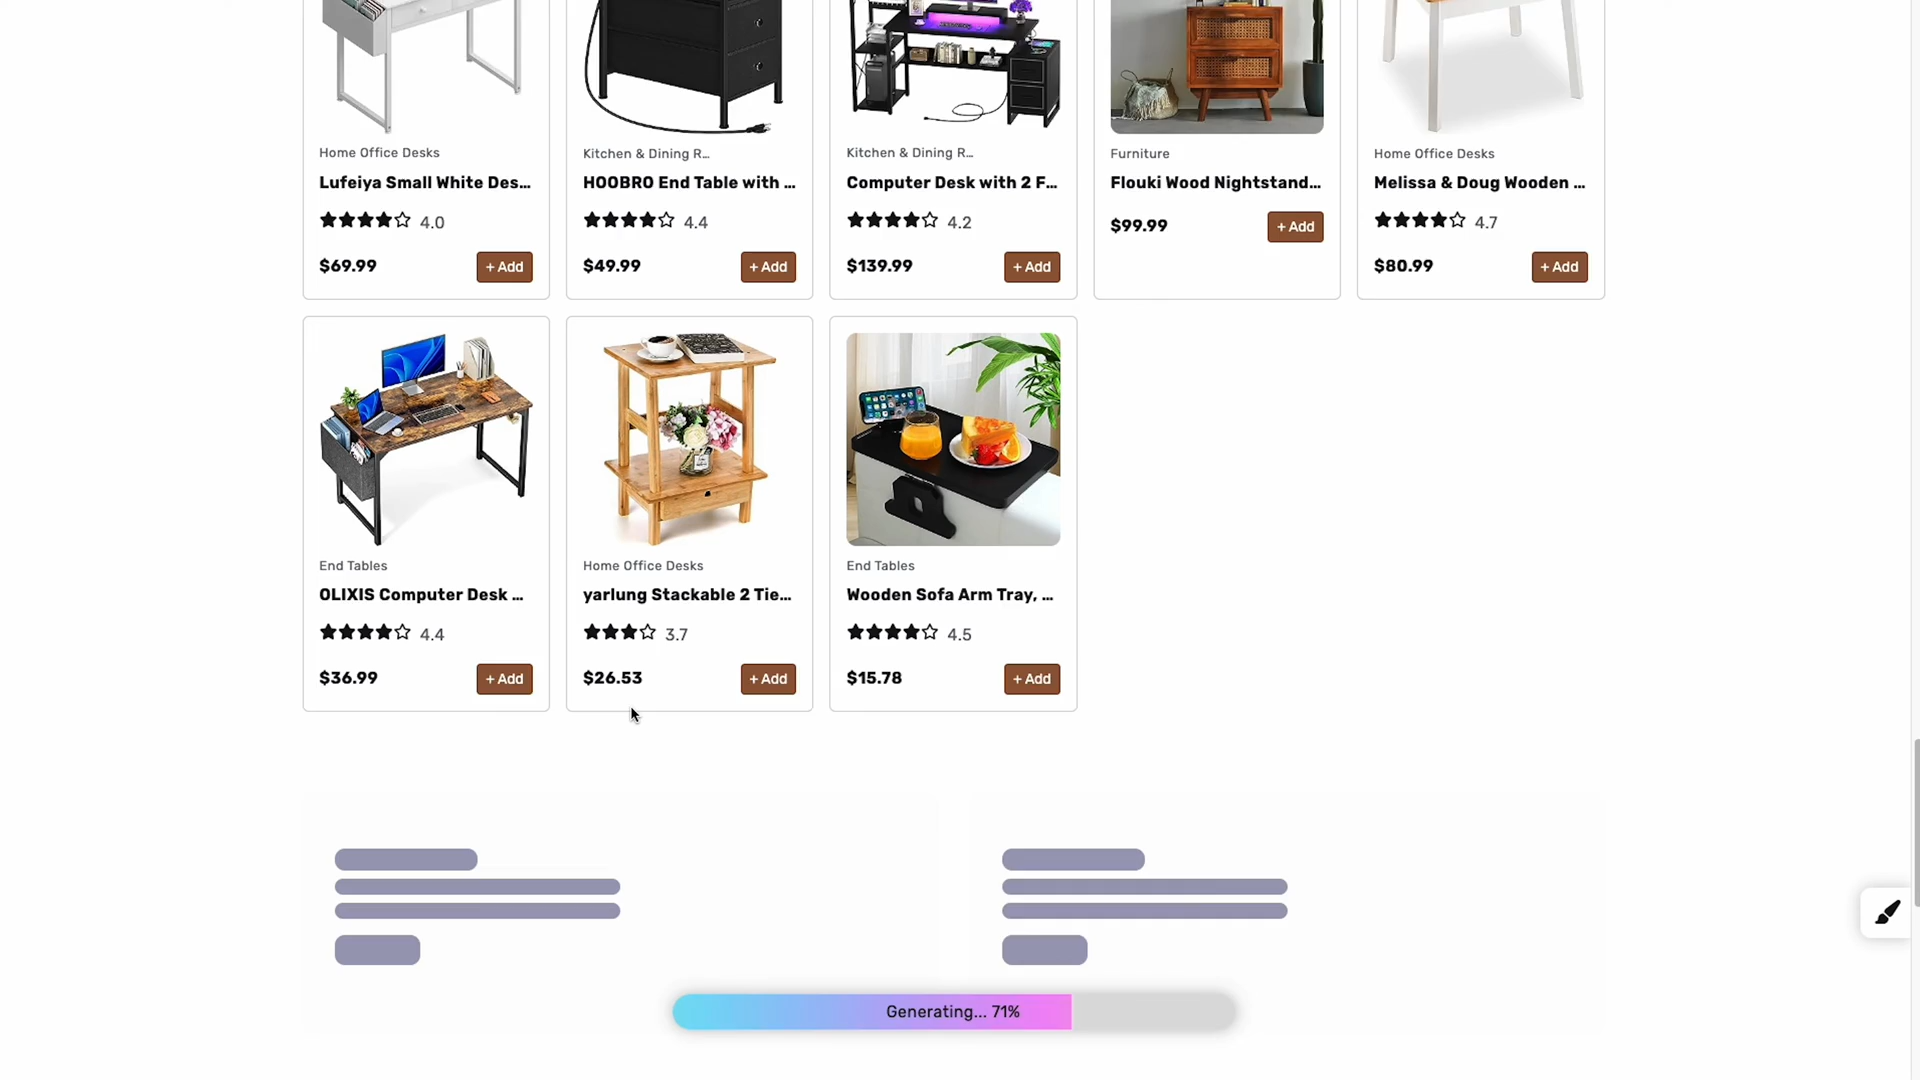 Home Office Desks
Lufeiya Small White Des...
4.0
$69.99
+ Add
Kitchen & Dining R...
HOOBRO End Table with ...
4.4
$49.99
+ Add
Kitchen & Dining R...
Computer Desk with 2 F...
4.2
$139.99
+ Add
Furniture
Flouki Wood Nightstand...
$99.99
+ Add
Home Office Desks
Melissa & Doug Wooden ...
4.7
$80.99
+ Add
End Tables
OLIXIS Computer Desk ...
4.4
$36.99
+ Add
Home Office Desks
yarlung Stackable 2 Tie...
3.7
$26.53
+ Add
End Tables
Wooden Sofa Arm Tray, ...
4.5
$15.78
+ Add
Generating... 71%